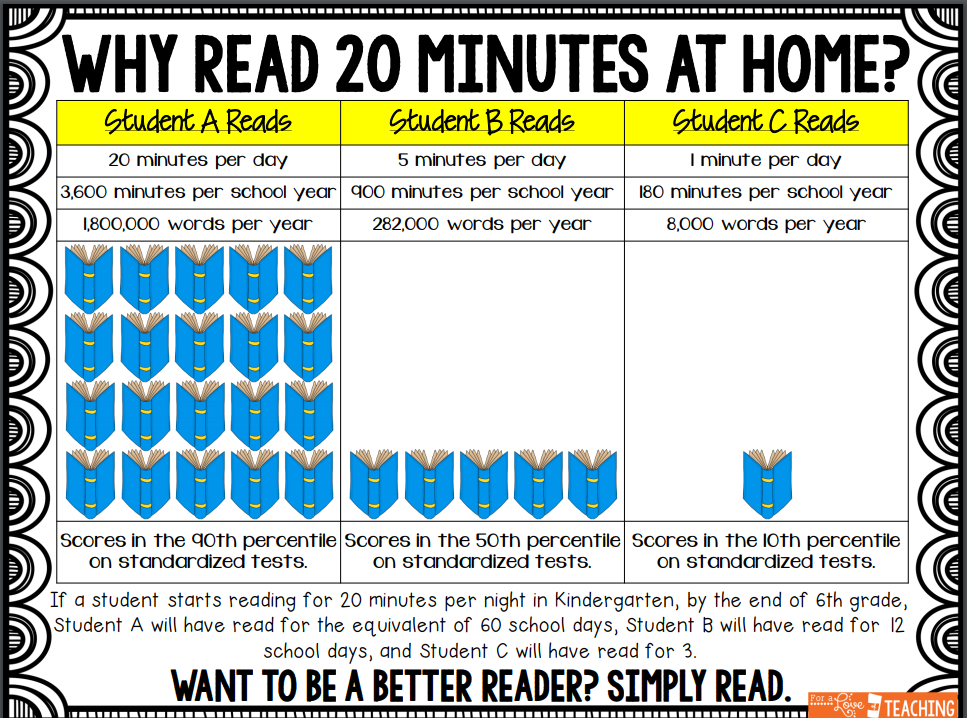 WHY READ 20 MINUTES AT HOME?
Student A Reads
Student B Reads
Student C Reads
20 minutes per day
5 minutes per day
1 minute per day
3,600 minutes per school year
900 minutes per school year
180 minutes per school year
1,800,000 words per year
282,000 words per year
8,000 words per year
Scores in the 90th percentile
on standardized tests.
Scores in the 50th percentile
on standardized tests.
Scores in the 10th percentile
on standardized tests.
If a student starts reading for 20 minutes per night in Kindergarten, by the end of 6th grade,
Student A will have read for the equivalent of 60 school days, Student B will have read for 12
school days, and Student C will have read for 3.
WANT TO BE A BETTER READER? SIMPLY READ.
For a
Love
of
TEACHING